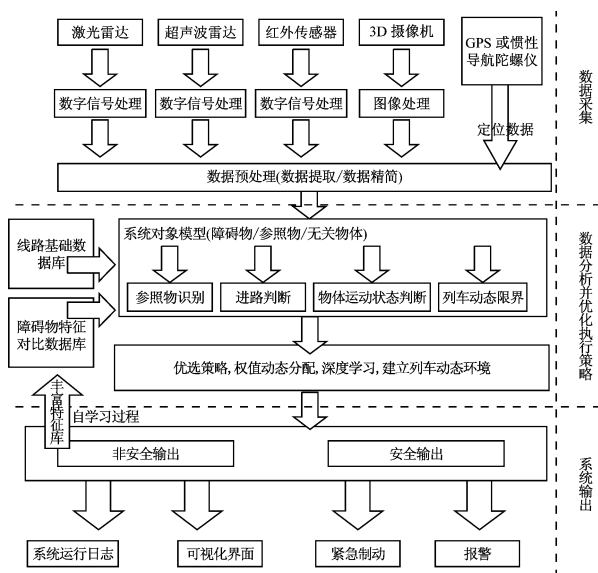 激光雷达
超声波雷达
红外传感器
3D 摄像机
GPS 或惯性
导航陀螺仪
数字信号处理
数字信号处理
数字信号处理
图像处理
定位数据
数据采集
数据预处理(数据提取/数据精简)
线路基础数
据库
系统对象模型(障碍物/参照物/无关物体)
参照物识别
进路判断
物体运动状态判断
列车动态限界
障碍物特征
对比数据库
数据分析并优化执行策略
优选策略, 权值动态分配, 深度学习, 建立列车动态环境
丰富特征库
自学习过程
非安全输出
安全输出
系统输出
系统运行日志
可视化界面
紧急制动
报警